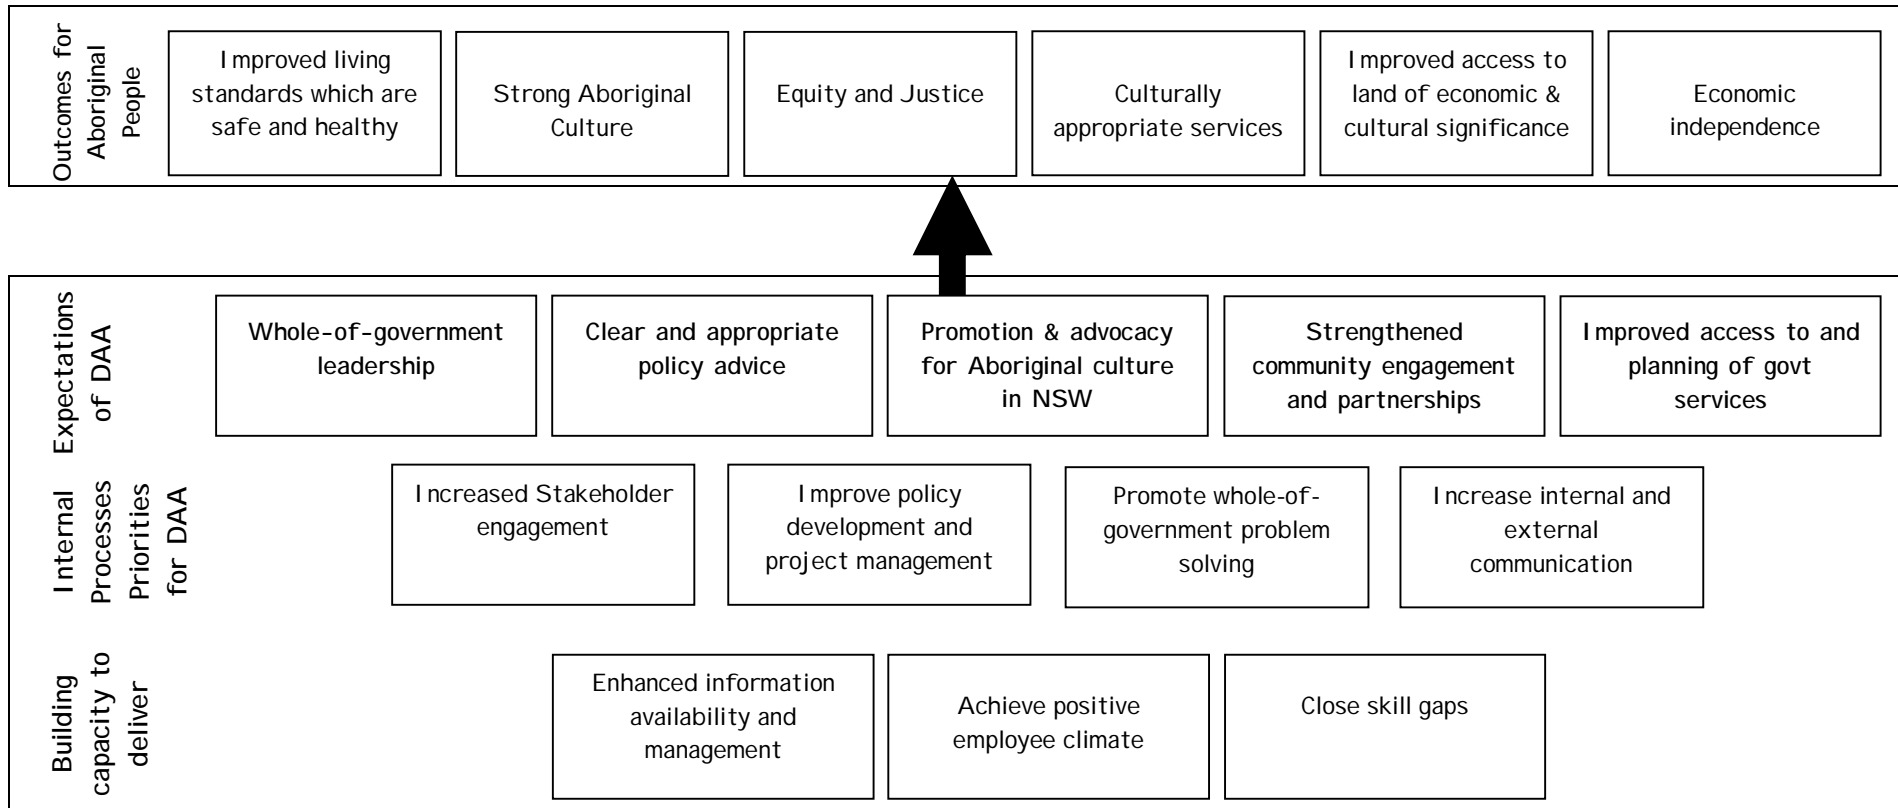 Outcomes for
Aboriginal
People
Improved living
standards which are
safe and healthy
Strong Aboriginal
Culture
Equity and Justice
Culturally
appropriate services
Improved access to
land of economic &
cultural significance
Economic
independence
Expectations
of DAA
Whole-of-government
leadership
Clear and appropriate
policy advice
Promotion & advocacy
for Aboriginal culture
in NSW
Strengthened
community engagement
and partnerships
Improved access to and
planning of govt
services
Internal
Processes
Priorities
for DAA
Increased Stakeholder
engagement
Improve policy
development and
project management
Promote whole-of-
government problem
solving
Increase internal and
external
communication
Building
capacity to
deliver
Enhanced information
availability and
management
Achieve positive
employee climate
Close skill gaps